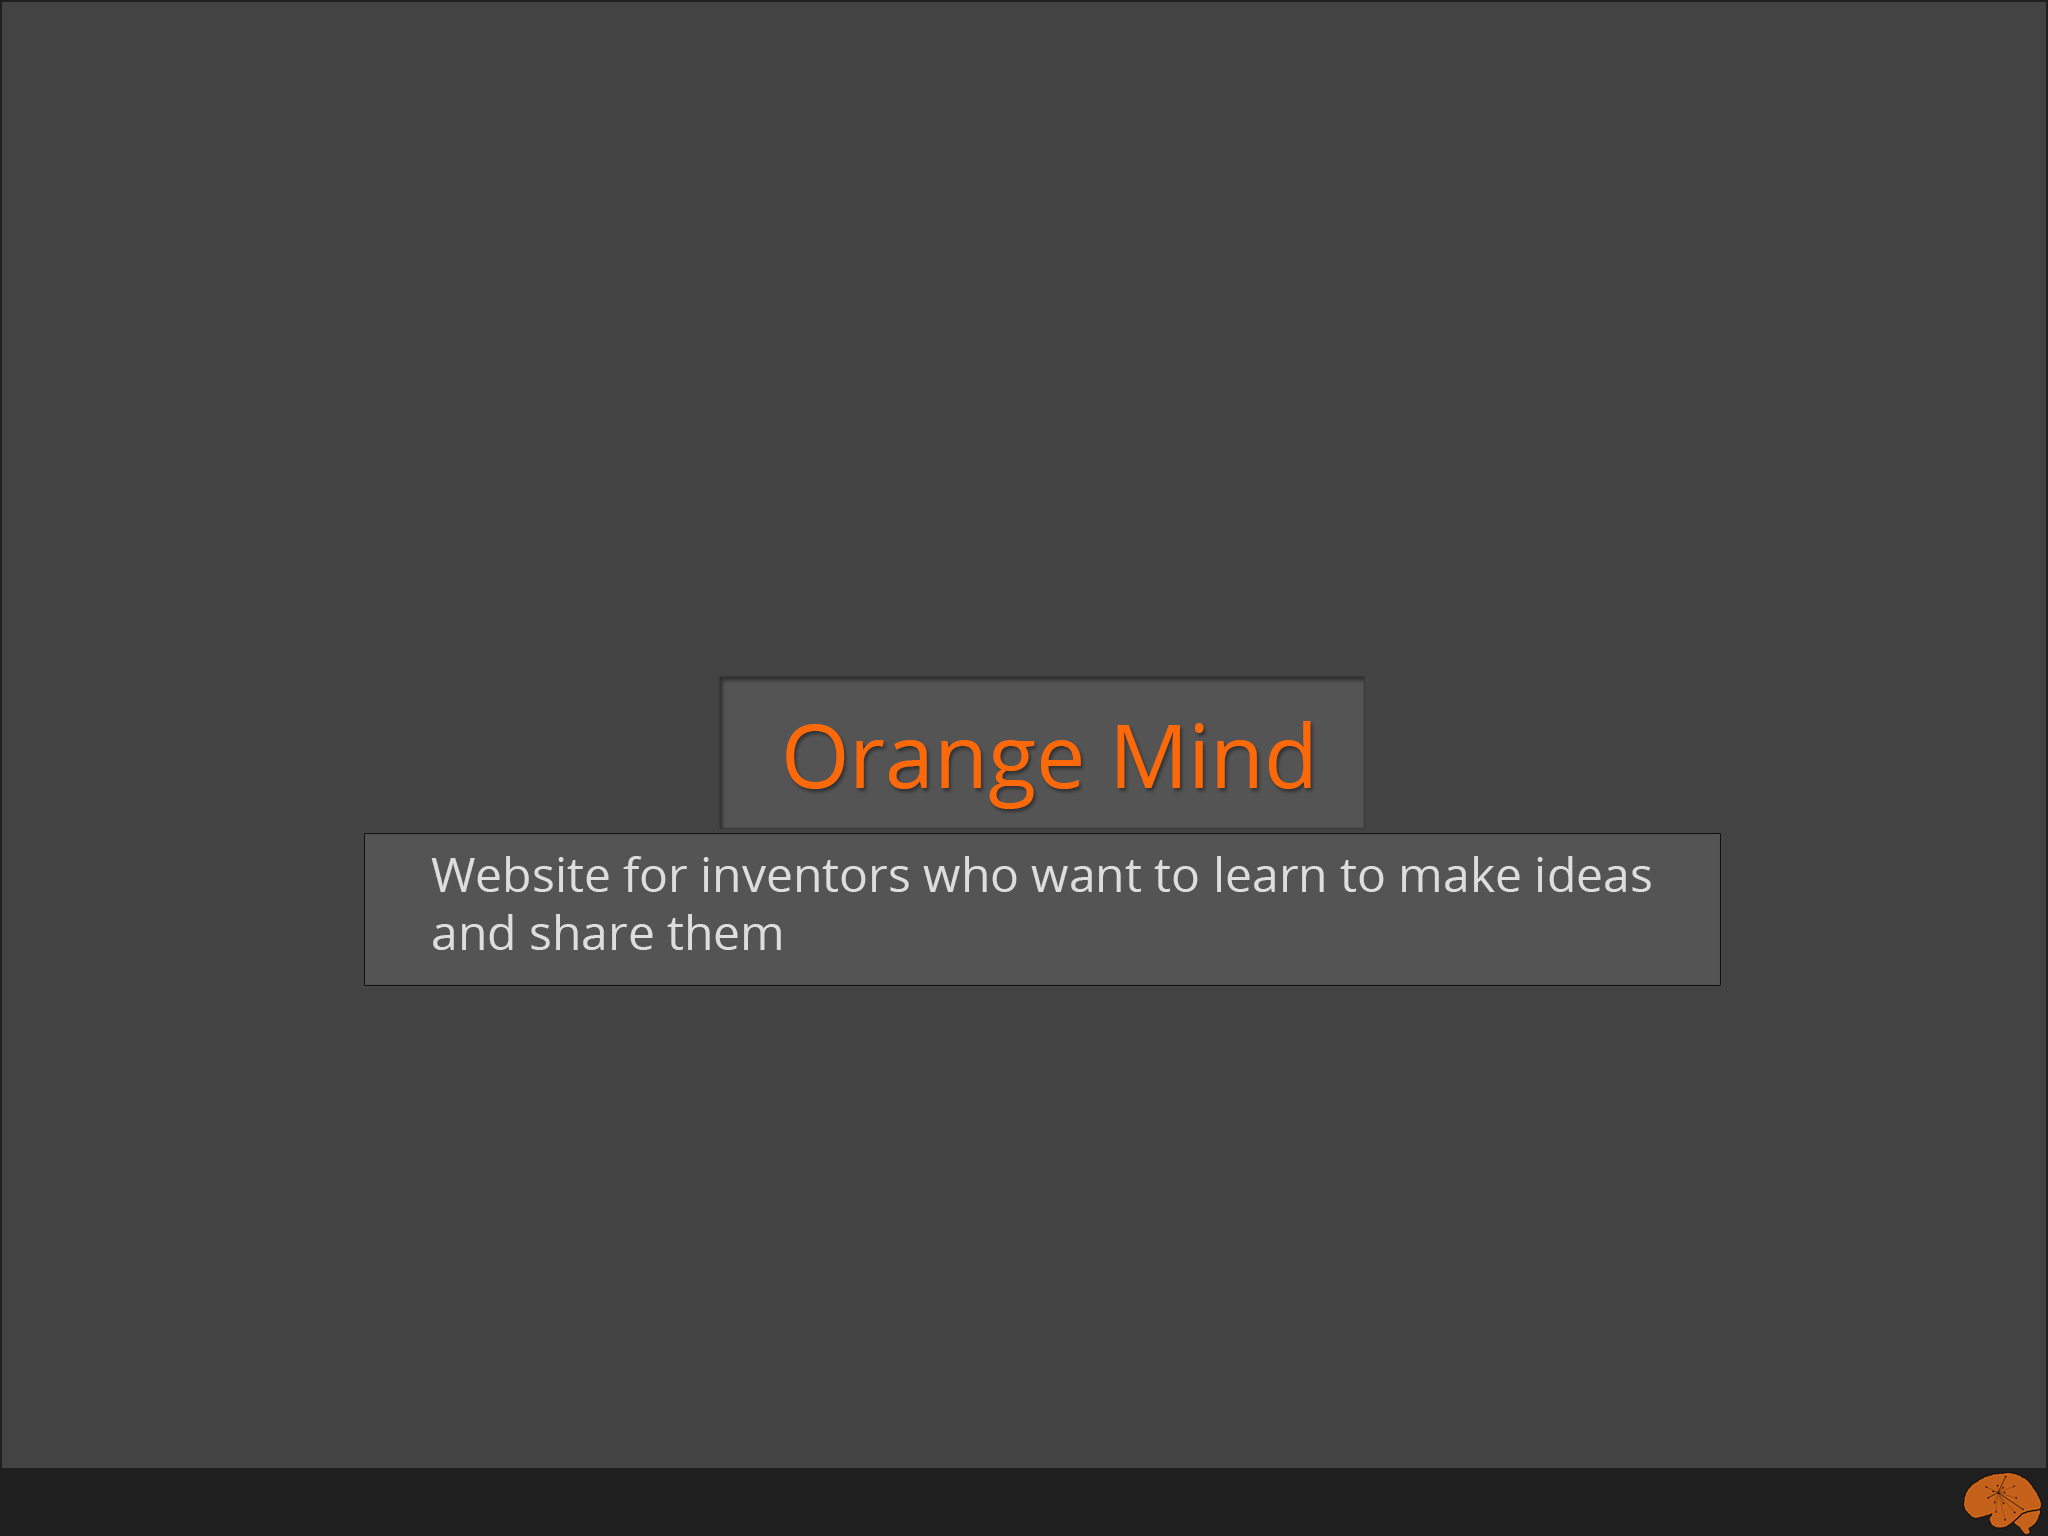 Orange Mind
Website for inventors who want to learn to make ideas
and share them